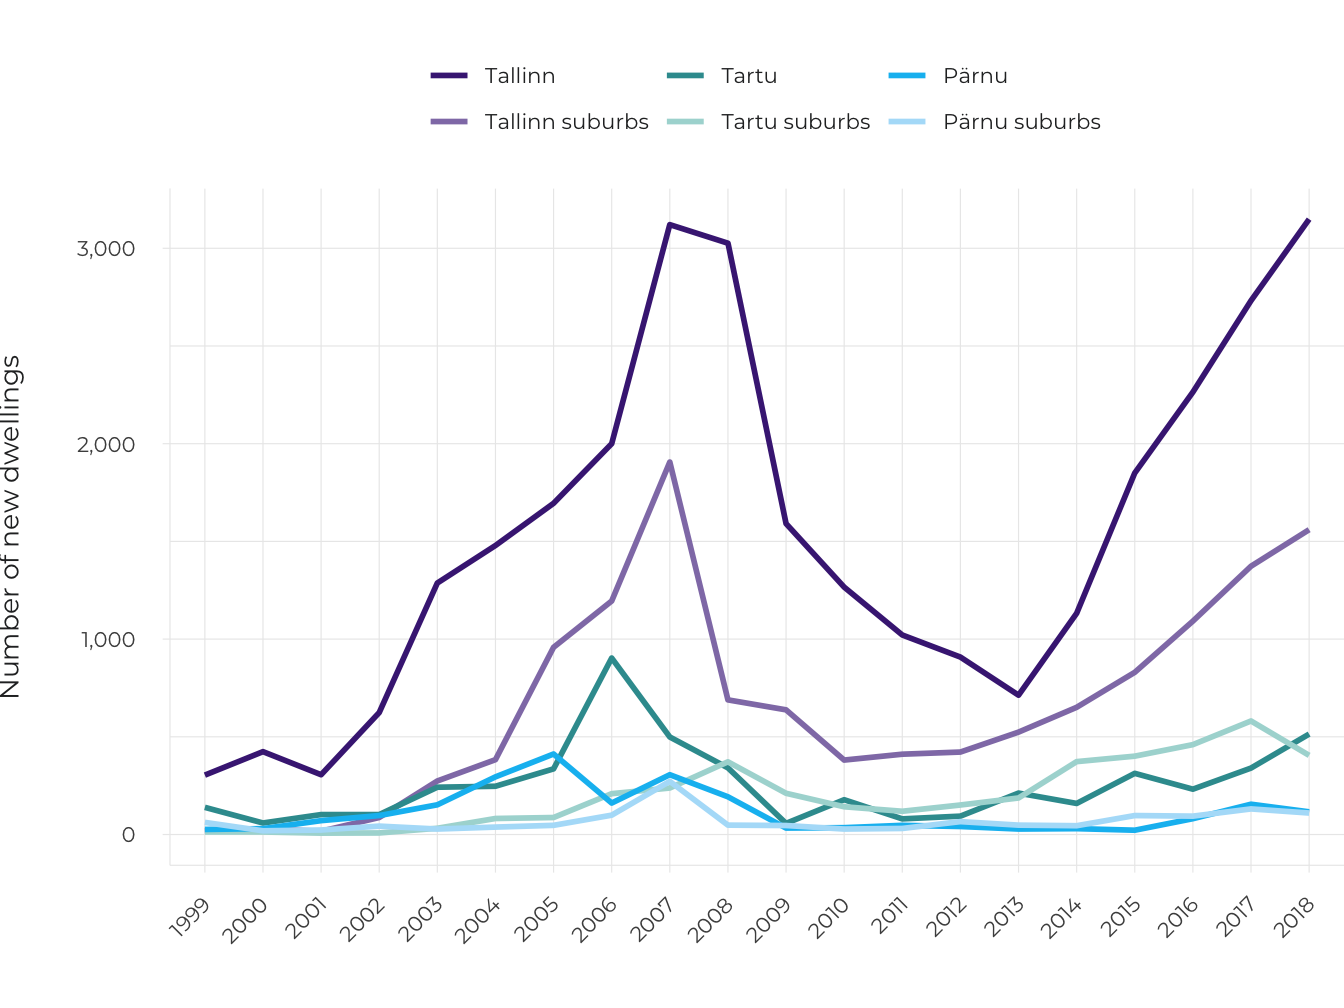 Tallinn Tartu Pärnu
Tallinn suburbs Tartu suburbs Pärnu suburbs
Number of new dwellings
3,000
2,000
1,000
0
1999 2000 2001 2002 2003 2004 2005 2006 2007 2008 2009 2010 2011 2012 2013 2014 2015 2016 2017 2018